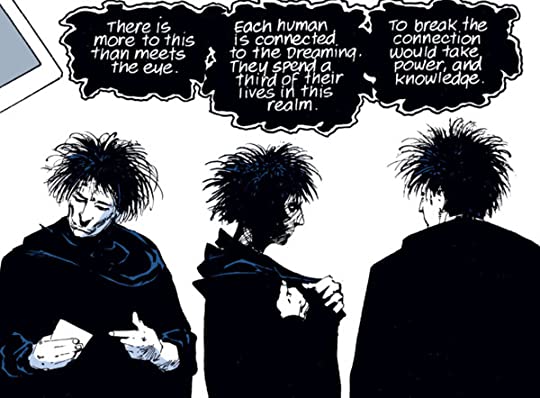 There is
more to this
than meets
the eye.
Each human
is connected
to the Dreaming.
They spend a
third of their
lives in this
realm.
To break the
connection
would take
power, and
knowledge.